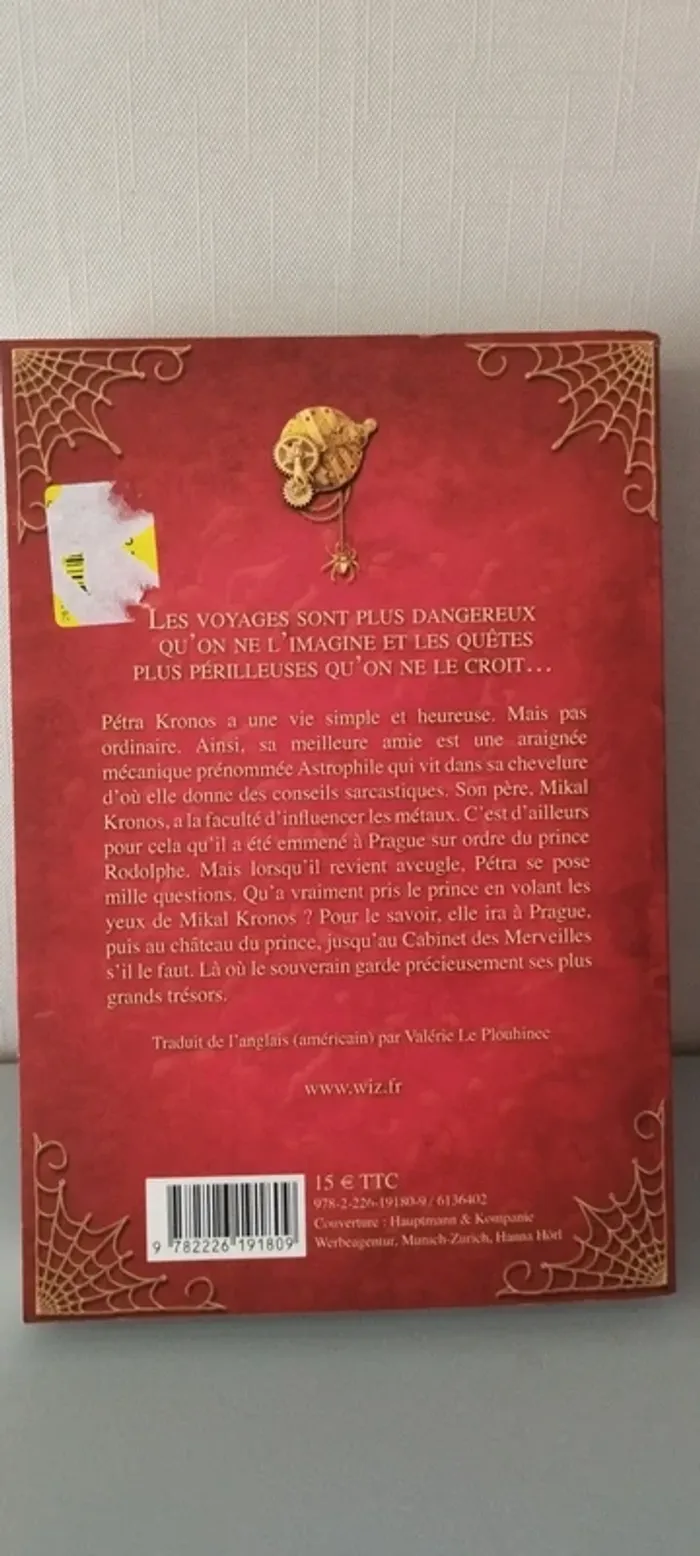 LES VOYAGES SONT PLUS DANGEREUX
QU'ON NE L'IMAGINE ET LES QUÊTES
PLUS PÉRILLEUSES QU'ON NE LE CROIT...
Pétra Kronos a une vie simple et heureuse. Mais pas
ordinaire. Ainsi, sa meilleure amie est une araignée
mécanique prénommée Astrophile qui vit dans sa chevelure
d'où elle donne des conseils sarcastiques. Son père, Mikal
Kronos, a la faculté d'influencer les métaux. C'est d'ailleurs
pour cela qu'il a été emmené à Prague sur ordre du prince
Rodolphe. Mais lorsqu'il revient aveugle, Pétra se pose
mille questions. Qu'a vraiment pris le prince en volant les
yeux de Mikal Kronos ? Pour le savoir, elle ira à Prague,
puis au château du prince, jusqu'au Cabinet des Merveilles
s'il le faut. Là où le souverain garde précieusement ses plus
grands trésors.
Traduit de l'anglais (américain) par Valérie Le Plouhinec
www.wiz.fr
15 € TTC
978-2-226-19180-9 / 6136402
Couverture : Hauptmann & Kompanie
Werbeagentur, Munich-Zurich, Hanna Hörl
9 782226 191809